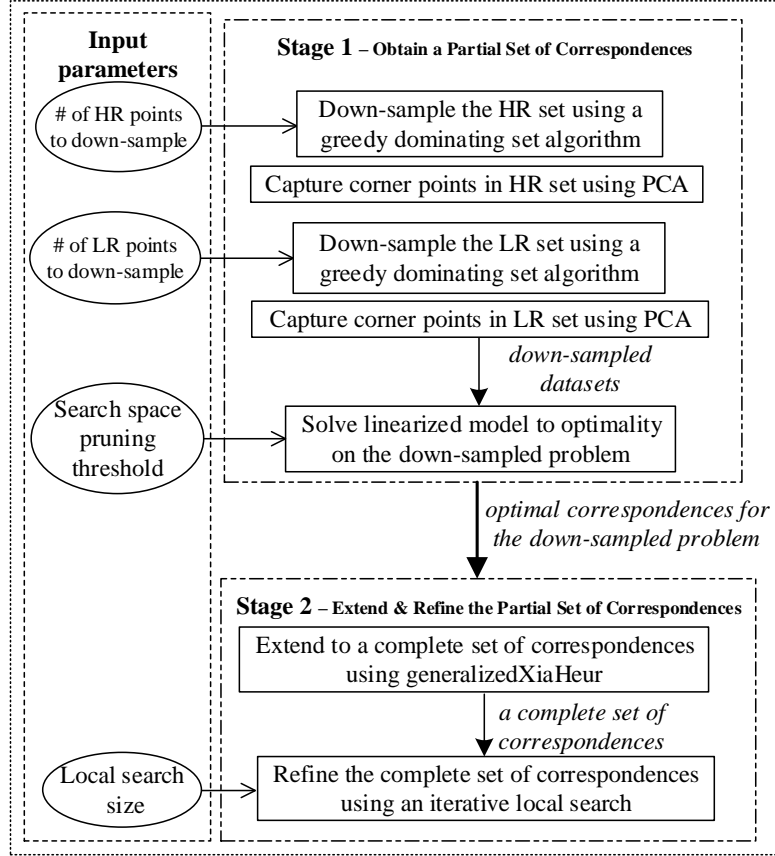 Input
parameters
Stage 1 – Obtain a Partial Set of Correspondences
# of HR points
to down-sample
Down-sample the HR set using a
greedy dominating set algorithm
Capture corner points in HR set using PCA
# of LR points
to down-sample
Down-sample the LR set using a
greedy dominating set algorithm
Capture corner points in LR set using PCA
down-sampled
datasets
Search space
pruning
threshold
Solve linearized model to optimality
on the down-sampled problem
optimal correspondences for
the down-sampled problem
Stage 2 – Extend & Refine the Partial Set of Correspondences
Extend to a complete set of correspondences
using generalizedXiaHeur
a complete set of
correspondences
Local search
size
Refine the complete set of correspondences
using an iterative local search